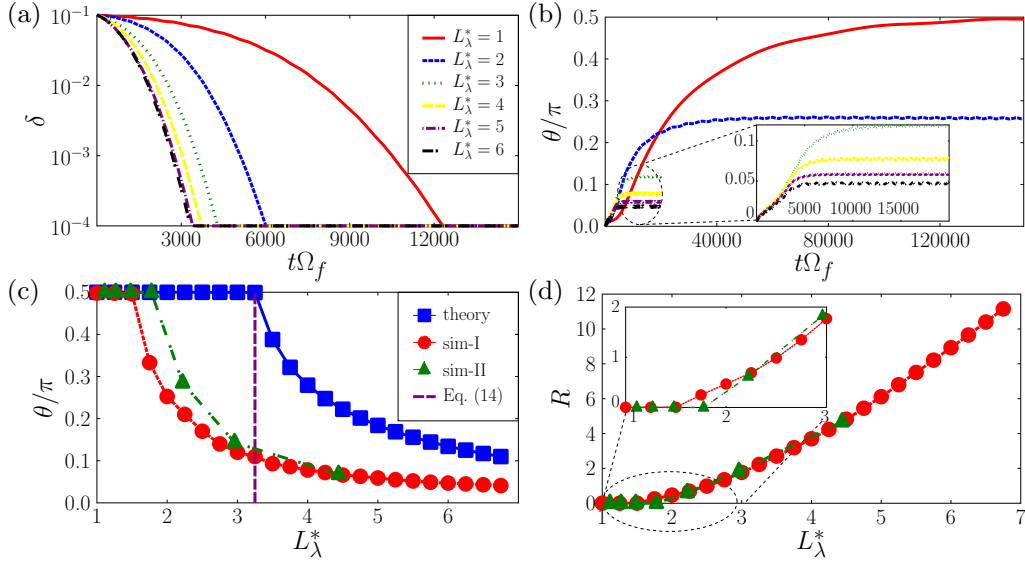 (a)
10^{-1}
10^{-2}
10^{-3}
10^{-4}
δ
3000 6000 9000 12000
tΩ_f
L*_λ = 1
L*_λ = 2
L*_λ = 3
L*_λ = 4
L*_λ = 5
L*_λ = 6
(b)
0.5
0.4
0.3
0.2
0.1
0.0
θ/π
40000 80000 120000
tΩ_f
0.1
0.05
0
5000 10000 15000
(c)
0.5
0.4
0.3
0.2
0.1
0.0
θ/π
1 2 3 4 5 6
L*_λ
theory
sim-I
sim-II
Eq. (14)
(d)
12
10
8
6
4
2
0
R
1 2 3 4 5 6 7
L*_λ
2
1
0
1 2 3